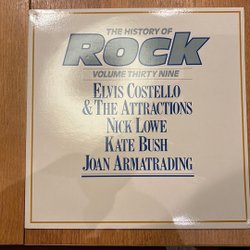 THE HISTORY OF
ROCK
VOLUME THIRTY NINE
ELVIS COSTELLO
& THE ATTRACTIONS
NICK LOWE
KATE BUSH
JOAN ARMATRADING